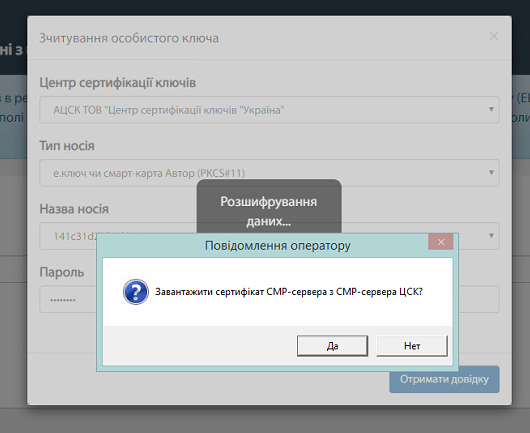 Зчитування особистого ключа
×
ні з
Центр сертифікації ключів
в ре
(ЕЦ
АЦСК ТОВ "Центр сертифікації ключів "Україна"
полі
Тип носія
е.ключ чи смарт-карта Автор (PKCS#11)
Розшифрування
даних...
Назва носія
Повідомлення оператору
Пароль
Завантажити сертифікат CMP-сервера з CMP-сервера ЦСК?
Да
Нет
Отримати довідку